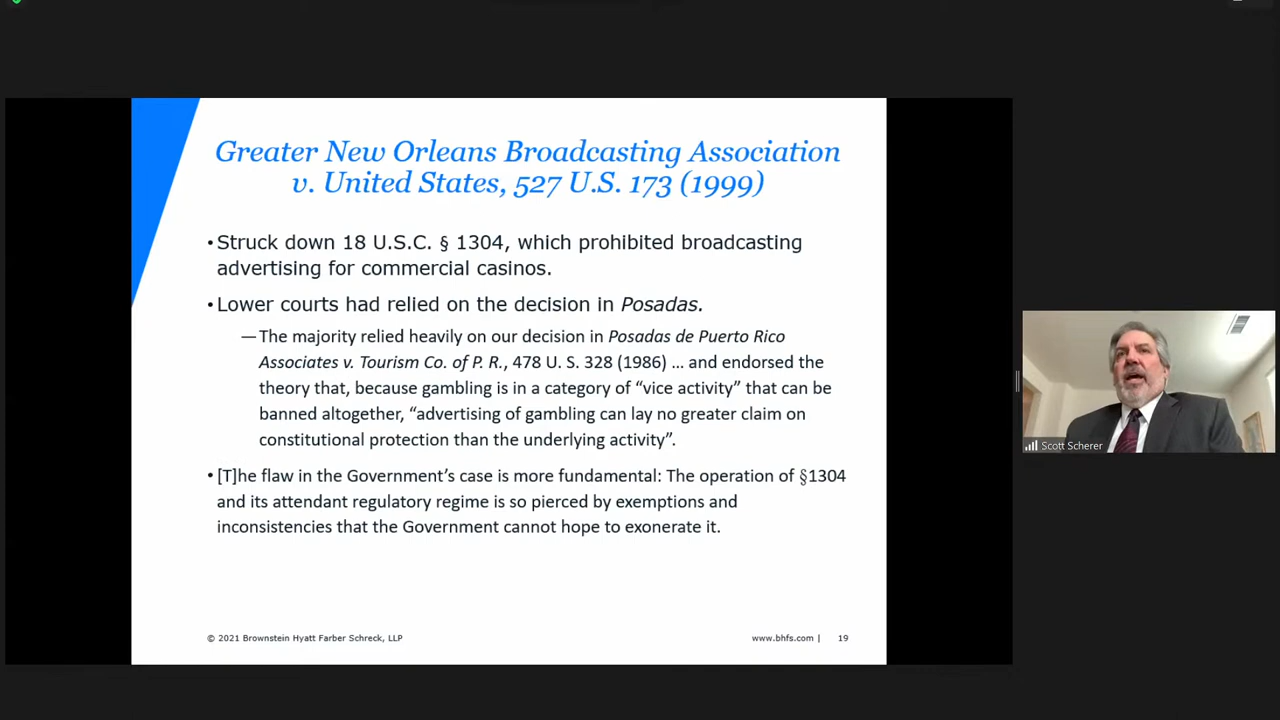 Greater New Orleans Broadcasting Association
v. United States, 527 U.S. 173 (1999)
•Struck down 18 U.S.C. § 1304, which prohibited broadcasting
advertising for commercial casinos.
•Lower courts had relied on the decision in Posadas.
—The majority relied heavily on our decision in Posadas de Puerto Rico
Associates v. Tourism Co. of P. R., 478 U. S. 328 (1986) … and endorsed the
theory that, because gambling is in a category of “vice activity” that can be
banned altogether, “advertising of gambling can lay no greater claim on
constitutional protection than the underlying activity”.
•[T]he flaw in the Government’s case is more fundamental: The operation of §1304
and its attendant regulatory regime is so pierced by exemptions and
inconsistencies that the Government cannot hope to exonerate it.
© 2021 Brownstein Hyatt Farber Schreck, LLP
www.bhfs.com | 19
Scott Scherer